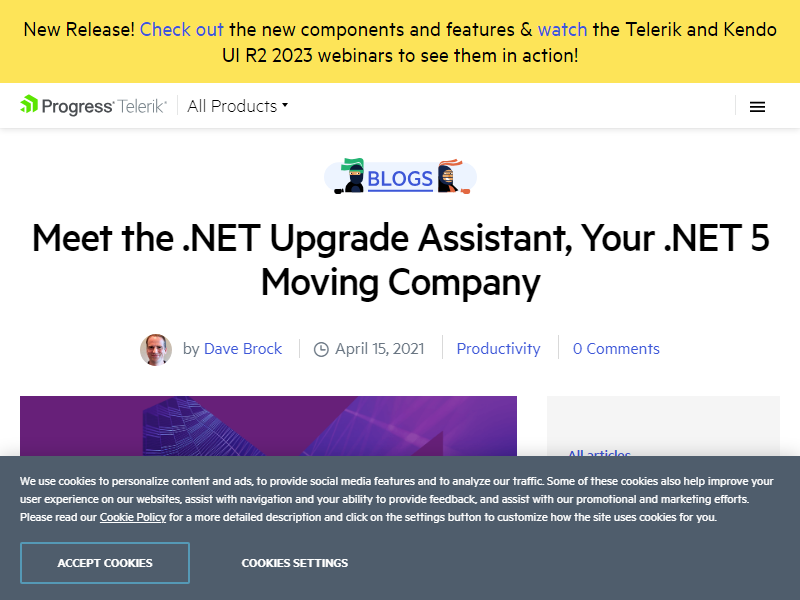 New Release! Check out the new components and features & watch the Telerik and Kendo
UI R2 2023 webinars to see them in action!
Progress Telerik
All Products
BLOGS
Meet the .NET Upgrade Assistant, Your .NET 5
Moving Company
by Dave Brock
April 15, 2021
Productivity
0 Comments
All articles
We use cookies to personalize content and ads, to provide social media features and to analyze our traffic. Some of these cookies also help improve your
user experience on our websites, assist with navigation and your ability to provide feedback, and assist with our promotional and marketing efforts.
Please read our Cookie Policy for a more detailed description and click on the settings button to customize how the site uses cookies for you.
ACCEPT COOKIES
COOKIES SETTINGS